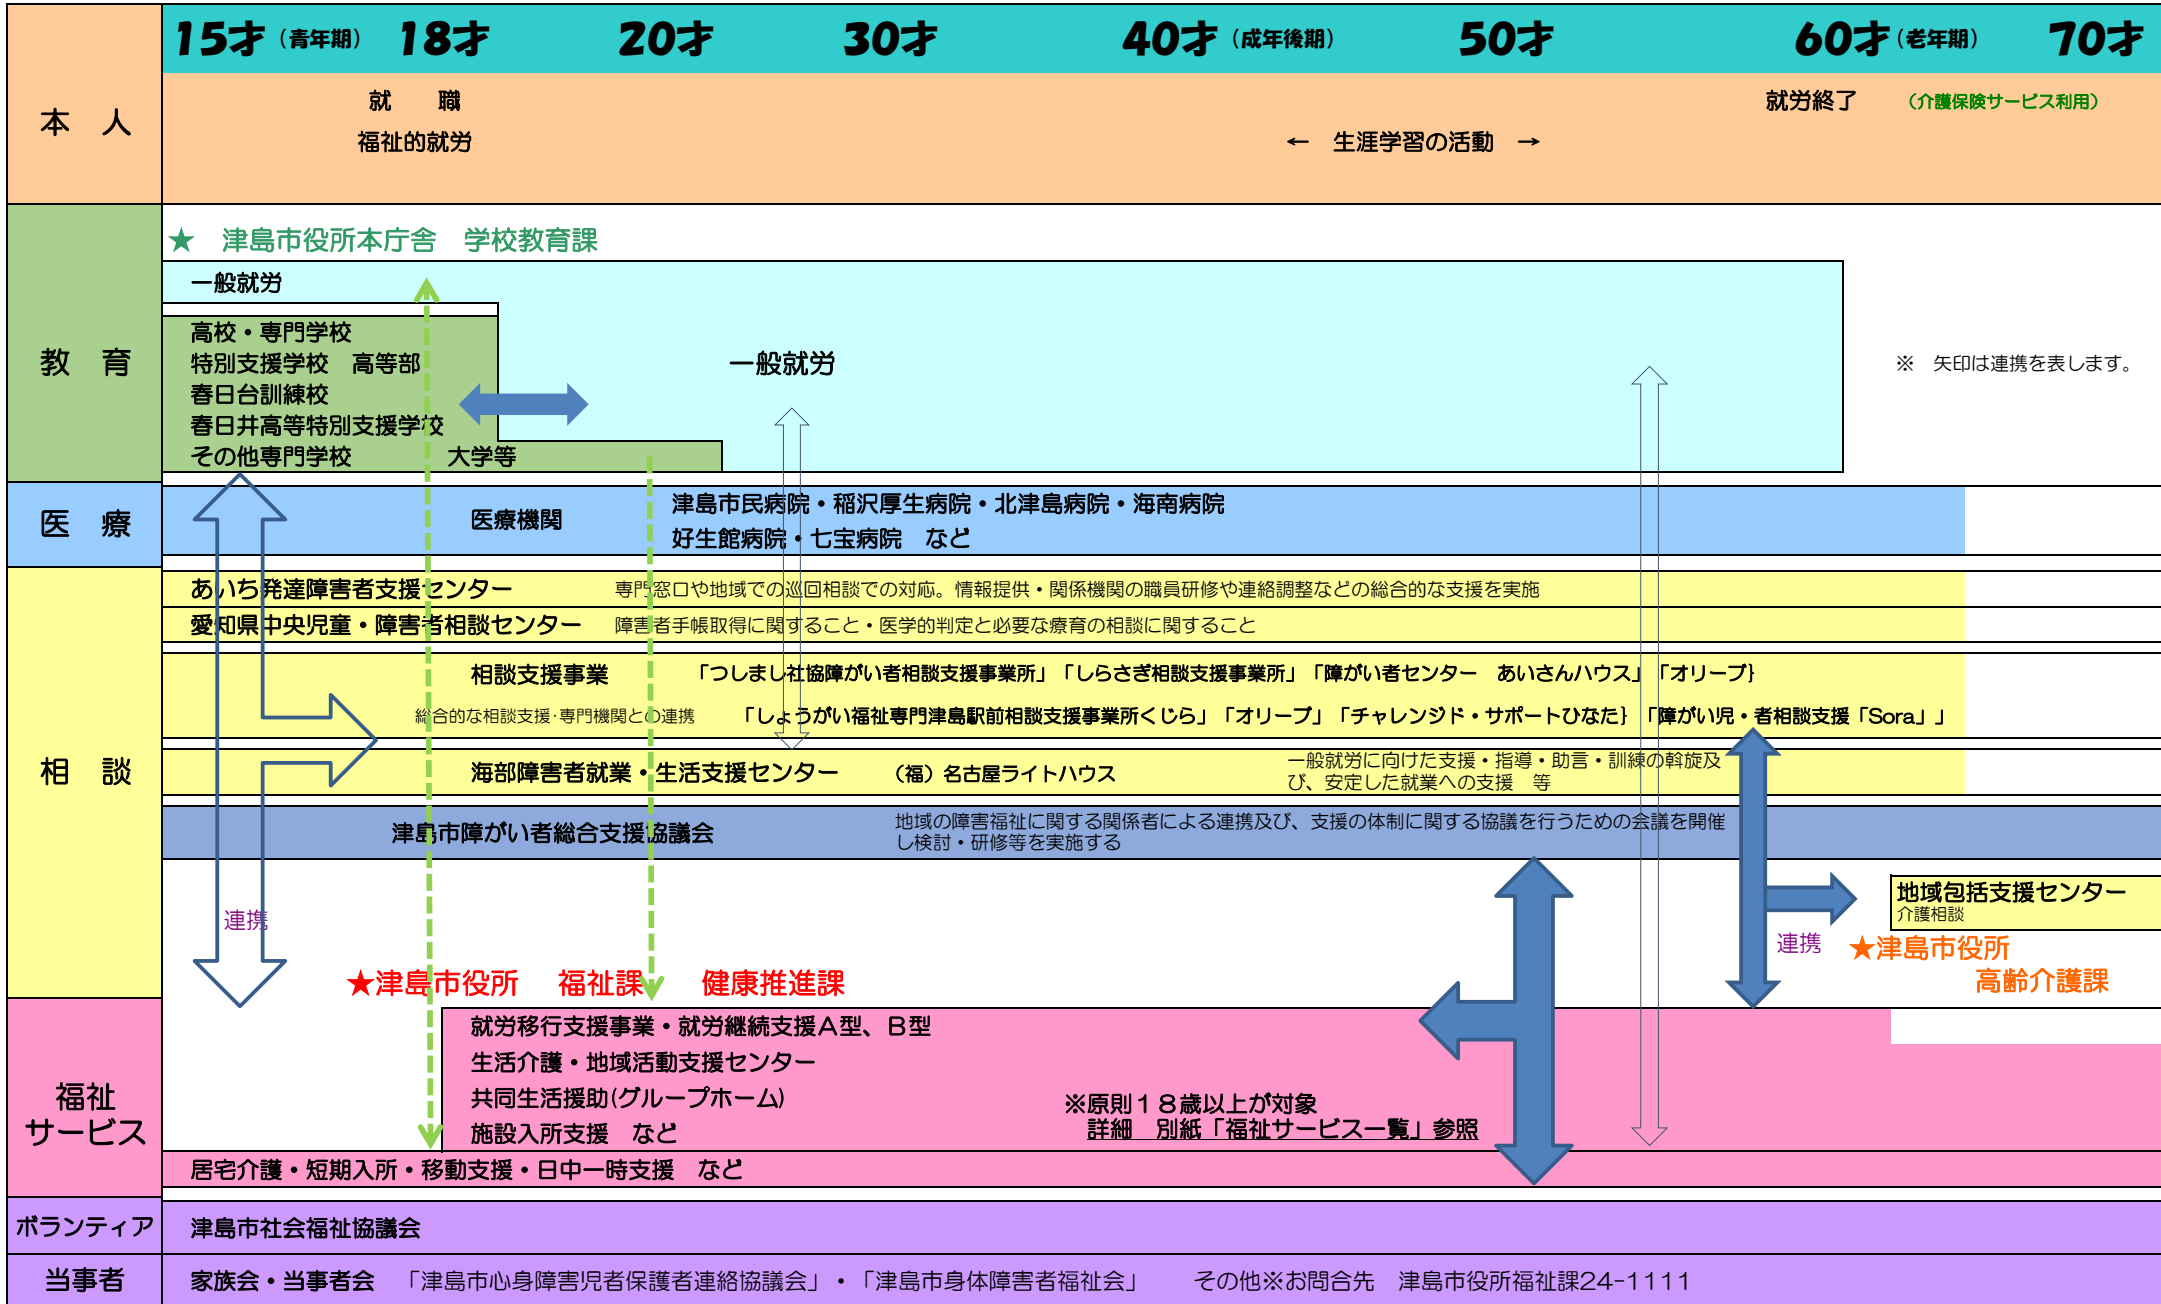 15才（青年期） 18才 20才 30才 40才（成年後期） 50才 60才（老年期） 70才
本　人
就　　職
就労終了
（介護保険サービス利用）
福祉的就労
←　生涯学習の活動　→
教　育
★　津島市役所本庁舎　学校教育課
一般就労
高校・専門学校
特別支援学校　高等部
春日台訓練校
春日井高等特別支援学校
その他専門学校
大学等
一般就労
※　矢印は連携を表します。
医　療
医療機関
津島市民病院・稲沢厚生病院・北津島病院・海南病院
好生館病院・七宝病院　など
相　談
あいち発達障害者支援センター
専門窓口や地域での巡回相談での対応。情報提供・関係機関の職員研修や連絡調整などの総合的な支援を実施
愛知県中央児童・障害者相談センター
障害者手帳取得に関すること・医学的判定と必要な療育の相談に関すること
相談支援事業
「つしまし社協障がい者相談支援事業所」「しらさぎ相談支援事業所」「障がい者センター　あいさんハウス」「オリーブ}
総合的な相談支援･専門機関との連携
「しょうがい福祉専門津島駅前相談支援事業所くじら」「オリーブ」「チャレンジド・サポートひなた}「障がい児・者相談支援「Sora」」
海部障害者就業・生活支援センター
（福）名古屋ライトハウス
一般就労に向けた支援・指導・助言・訓練の斡旋及
び、安定した就業への支援　等
津島市障がい者総合支援協議会
地域の障害福祉に関する関係者による連携及び、支援の体制に関する協議を行うための会議を開催
し検討・研修等を実施する
連携
地域包括支援センター
介護相談
連携
★津島市役所
高齢介護課
★津島市役所　福祉課　　健康推進課
福祉
サービス
就労移行支援事業・就労継続支援Ａ型、Ｂ型
生活介護・地域活動支援センター
共同生活援助(グループホーム)
施設入所支援　など
※原則１８歳以上が対象
詳細　別紙「福祉サービス一覧」参照
居宅介護・短期入所・移動支援・日中一時支援　など
ボランティア
津島市社会福祉協議会
当事者
家族会・当事者会　「津島市心身障害児者保護者連絡協議会」・「津島市身体障害者福祉会」　　その他※お問合先　津島市役所福祉課24-1111